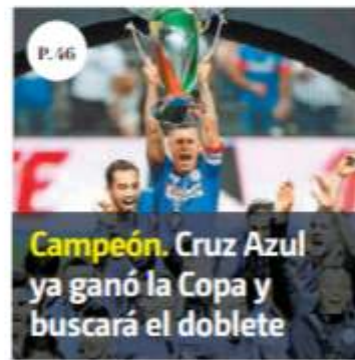 P. 46
Campeón. Cruz Azul
ya ganó la Copa y
buscará el doblete